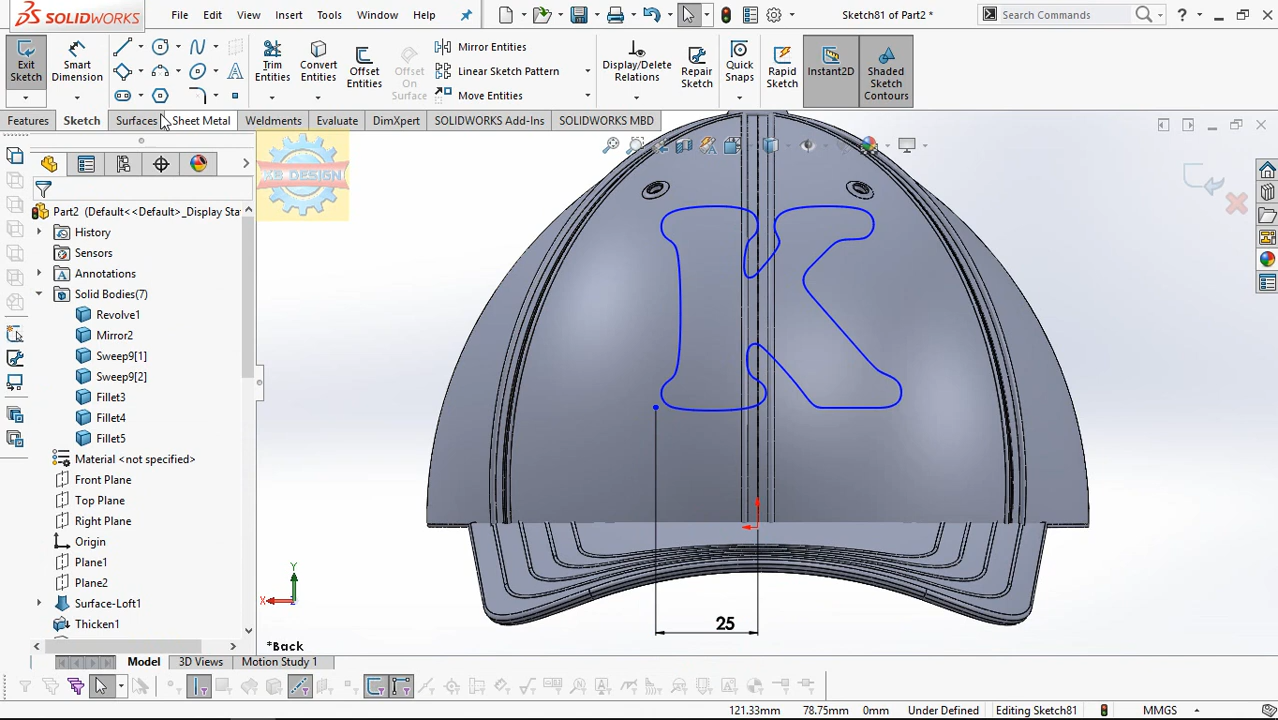 SOLIDWORKS
File Edit View Insert Tools Window Help
Sketch81 of Part2 *
Search Commands
Exit Sketch
Smart Dimension
Trim Entities
Convert Entities
Offset Entities
Offset On Surface
Mirror Entities
Linear Sketch Pattern
Move Entities
Display/Delete Relations
Repair Sketch
Quick Snaps
Rapid Sketch
Instant2D
Shaded Sketch Contours
Features Sketch Surfaces Sheet Metal Weldments Evaluate DimXpert SOLIDWORKS Add-Ins SOLIDWORKS MBD
Part2 (Default<<Default>_Display Sta
History
Sensors
Annotations
Solid Bodies(7)
Revolve1
Mirror2
Sweep9[1]
Sweep9[2]
Fillet3
Fillet4
Fillet5
Material <not specified>
Front Plane
Top Plane
Right Plane
Origin
Plane1
Plane2
Surface-Loft1
Thicken1
K
25
Y
X
*Back
Model 3D Views Motion Study 1
121.33mm 78.75mm 0mm Under Defined Editing Sketch81 MMGS